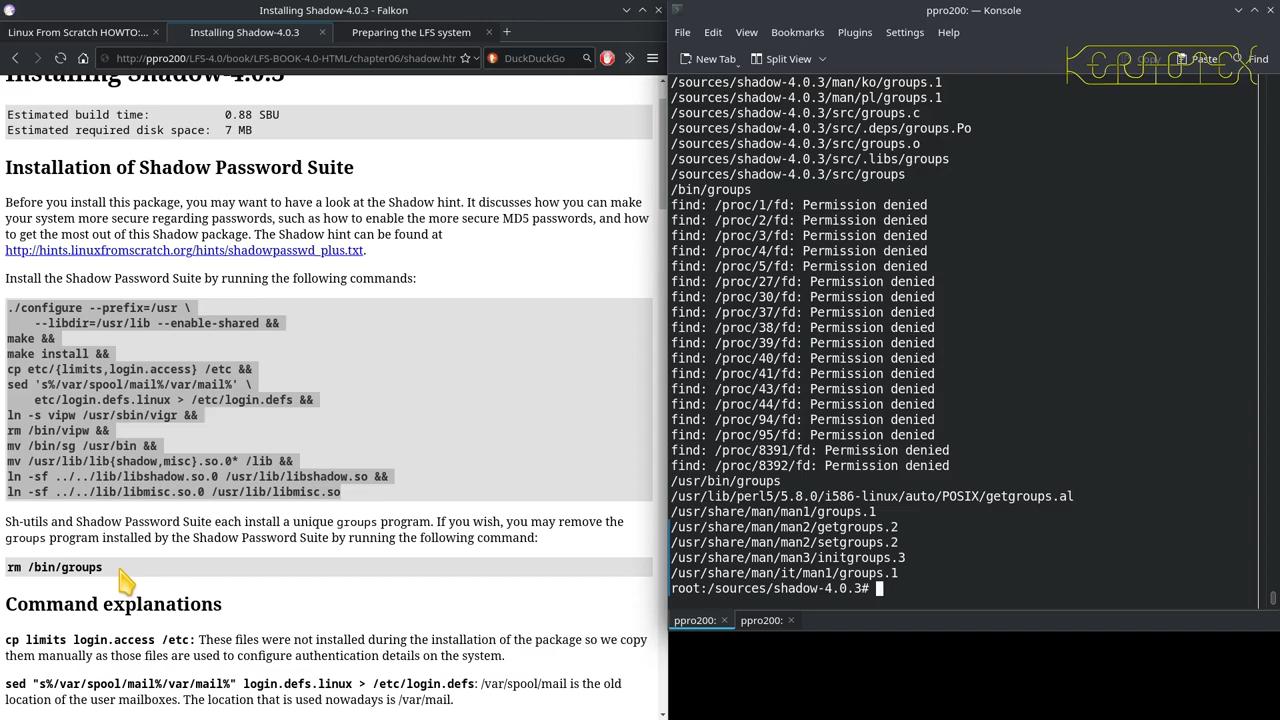 Installing Shadow-4.0.3 - Falkon
Linux From Scratch HOWTO:...
Installing Shadow-4.0.3
Preparing the LFS system
http://ppro200/LFS-4.0/book/LFS-BOOK-4.0-HTML/chapter06/shadow.htr
DuckDuckGo
Installing Shadow-4.0.3
Estimated build time: 0.88 SBU
Estimated required disk space: 7 MB
Installation of Shadow Password Suite
Before you install this package, you may want to have a look at the Shadow hint. It discusses how you can make
your system more secure regarding passwords, such as how to enable the more secure MD5 passwords, and how
to get the most out of this Shadow package. The Shadow hint can be found at
http://hints.linuxfromscratch.org/hints/shadowpasswd_plus.txt.
Install the Shadow Password Suite by running the following commands:
./configure --prefix=/usr \
--libdir=/usr/lib --enable-shared &&
make &&
make install &&
cp etc/{limits,login.access} /etc &&
sed 's%/var/spool/mail%/var/mail%' \
etc/login.defs.linux > /etc/login.defs &&
ln -s vipw /usr/sbin/vigr &&
rm /bin/vipw &&
mv /bin/sg /usr/bin &&
mv /usr/lib/lib{shadow,misc}.so.0* /lib &&
ln -sf ../../lib/libshadow.so.0 /usr/lib/libshadow.so &&
ln -sf ../../lib/libmisc.so.0 /usr/lib/libmisc.so
Sh-utils and Shadow Password Suite each install a unique groups program. If you wish, you may remove the
groups program installed by the Shadow Password Suite by running the following command:
rm /bin/groups
Command explanations
cp limits login.access /etc: These files were not installed during the installation of the package so we copy
them manually as those files are used to configure authentication details on the system.
sed "s%/var/spool/mail%/var/mail%" login.defs.linux > /etc/login.defs: /var/spool/mail is the old
location of the user mailboxes. The location that is used nowadays is /var/mail.
ppro200: — Konsole
File Edit View Bookmarks Plugins Settings Help
New Tab Split View Copy Paste Find
/sources/shadow-4.0.3/man/ko/groups.1
/sources/shadow-4.0.3/man/pl/groups.1
/sources/shadow-4.0.3/src/groups.c
/sources/shadow-4.0.3/src/.deps/groups.Po
/sources/shadow-4.0.3/src/groups.o
/sources/shadow-4.0.3/src/.libs/groups
/sources/shadow-4.0.3/src/groups
/bin/groups
find: /proc/1/fd: Permission denied
find: /proc/2/fd: Permission denied
find: /proc/3/fd: Permission denied
find: /proc/4/fd: Permission denied
find: /proc/5/fd: Permission denied
find: /proc/27/fd: Permission denied
find: /proc/30/fd: Permission denied
find: /proc/37/fd: Permission denied
find: /proc/38/fd: Permission denied
find: /proc/39/fd: Permission denied
find: /proc/40/fd: Permission denied
find: /proc/41/fd: Permission denied
find: /proc/43/fd: Permission denied
find: /proc/44/fd: Permission denied
find: /proc/94/fd: Permission denied
find: /proc/95/fd: Permission denied
find: /proc/8391/fd: Permission denied
find: /proc/8392/fd: Permission denied
/usr/bin/groups
/usr/lib/perl5/5.8.0/i586-linux/auto/POSIX/getgroups.al
/usr/share/man/man1/groups.1
/usr/share/man/man2/getgroups.2
/usr/share/man/man2/setgroups.2
/usr/share/man/man3/initgroups.3
/usr/share/man/it/man1/groups.1
root:/sources/shadow-4.0.3#
ppro200:
ppro200: